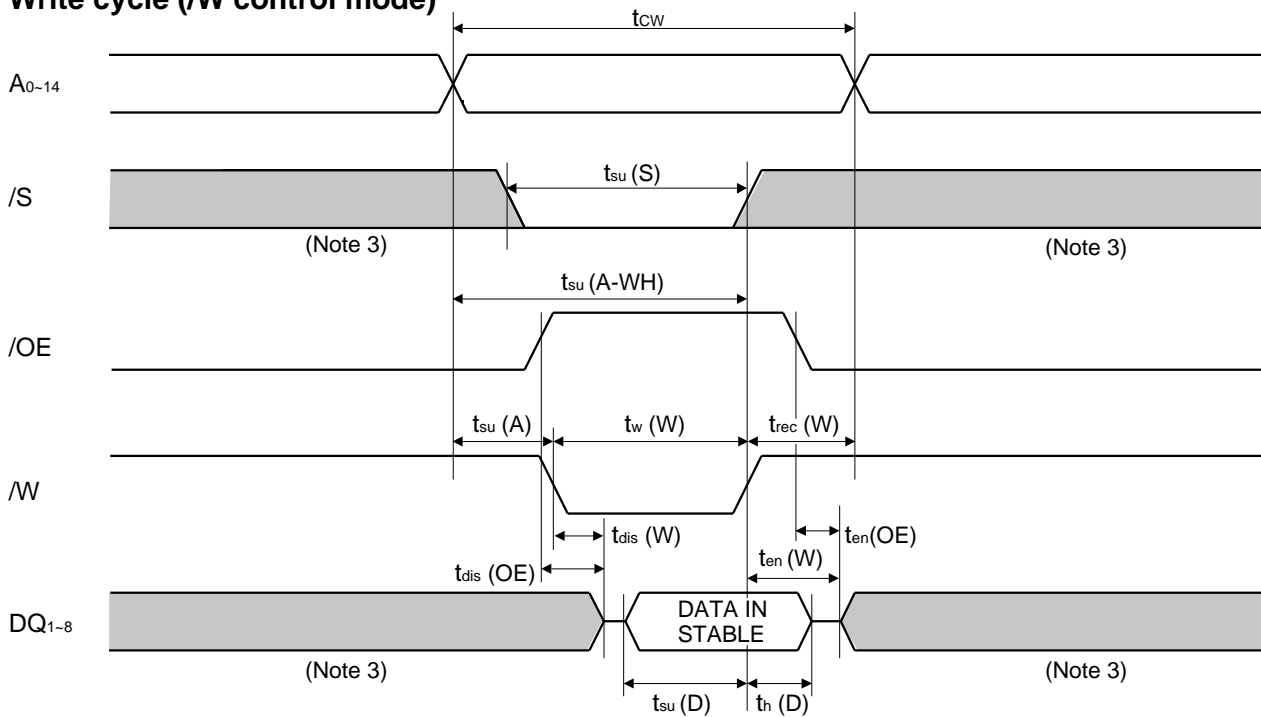 Write cycle (/W control mode)
tCW
A0~14
tsu (S)
/S
(Note 3)
(Note 3)
tsu (A-WH)
/OE
tsu (A)
tw (W)
trec (W)
/W
tdis (W)
ten(OE)
tdis (OE)
ten (W)
DQ1~8
DATA IN
STABLE
(Note 3)
(Note 3)
tsu (D)
th (D)